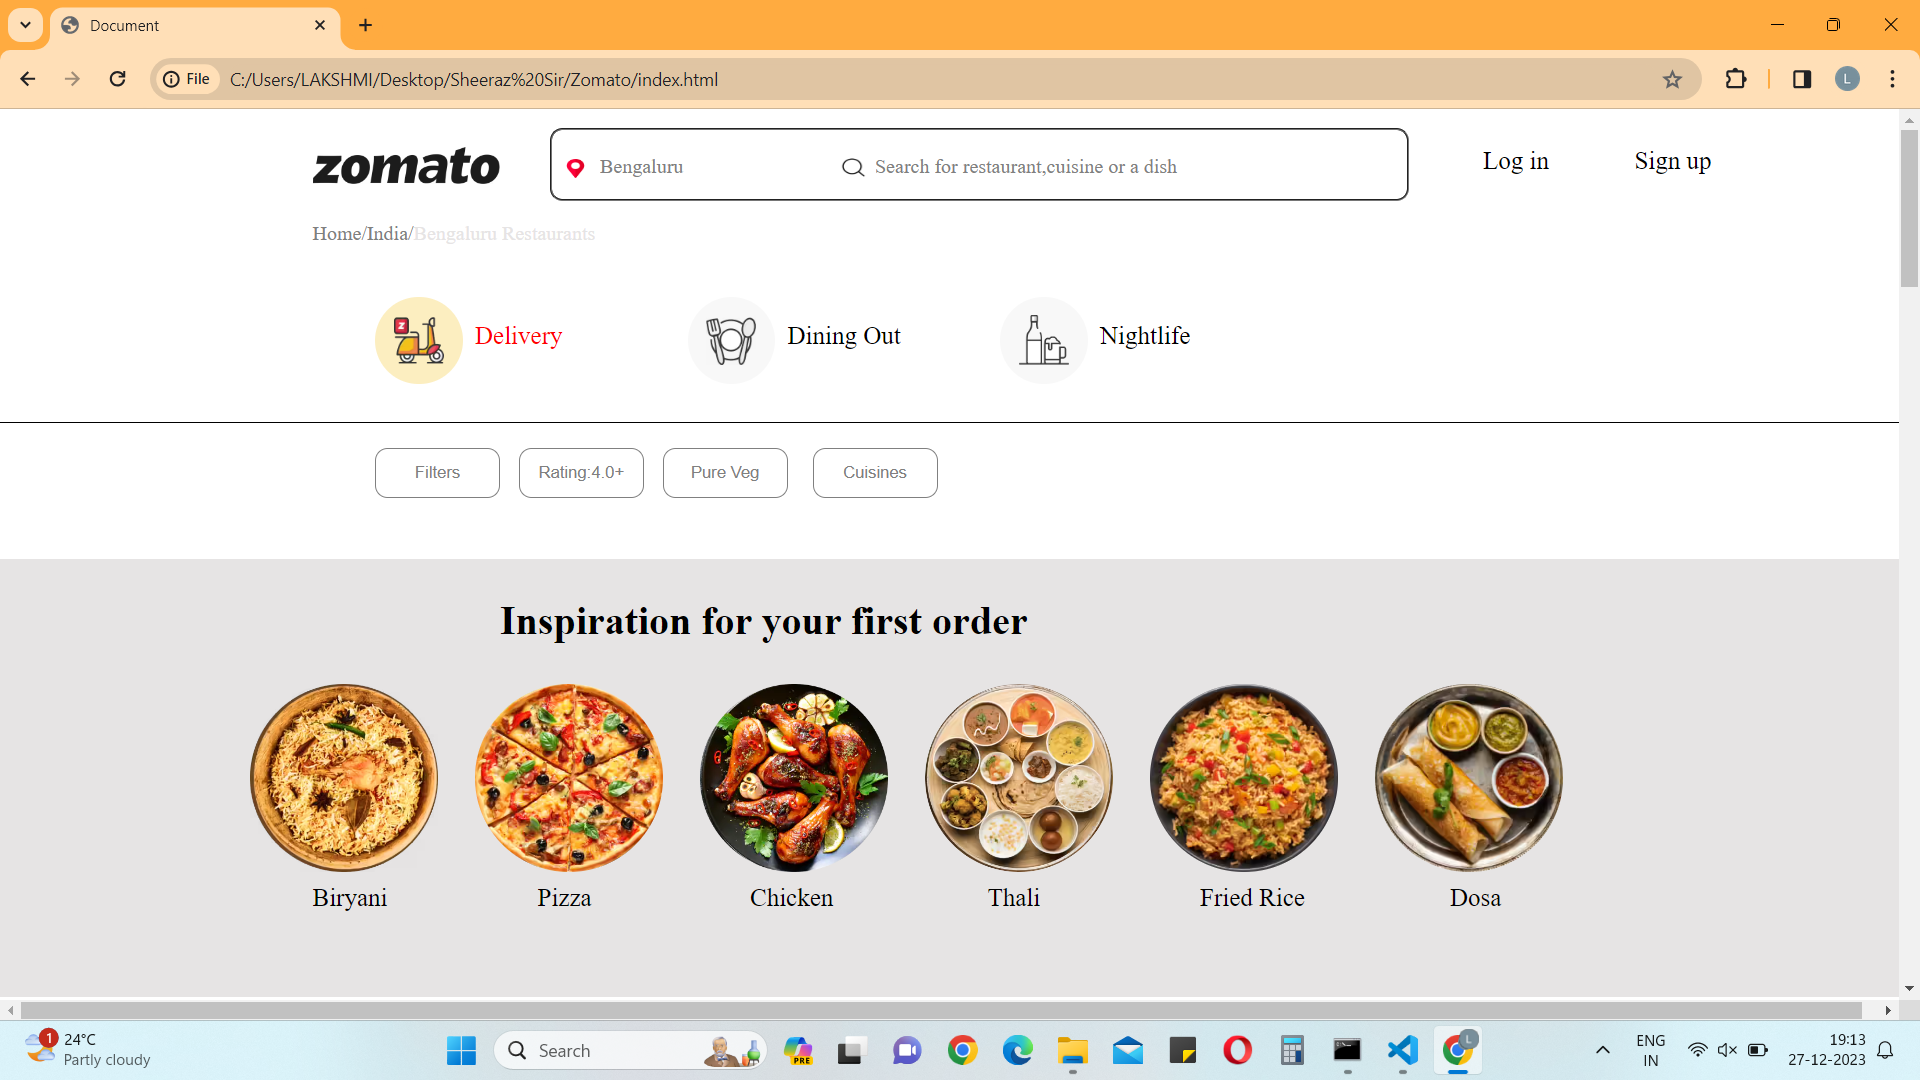 Document
File
C:/Users/LAKSHMI/Desktop/Sheeraz%20Sir/Zomato/index.html
L
zomato
Bengaluru
Search for restaurant,cuisine or a dish
Log in
Sign up
Home/India/Bengaluru Restaurants
Z
Delivery
Dining Out
Nightlife
Filters
Rating:4.0+
Pure Veg
Cuisines
Inspiration for your first order
Biryani
Pizza
Chicken
Thali
Fried Rice
Dosa
1
24°C
Partly cloudy
Search
PRE
L
ENG
IN
19:13
27-12-2023